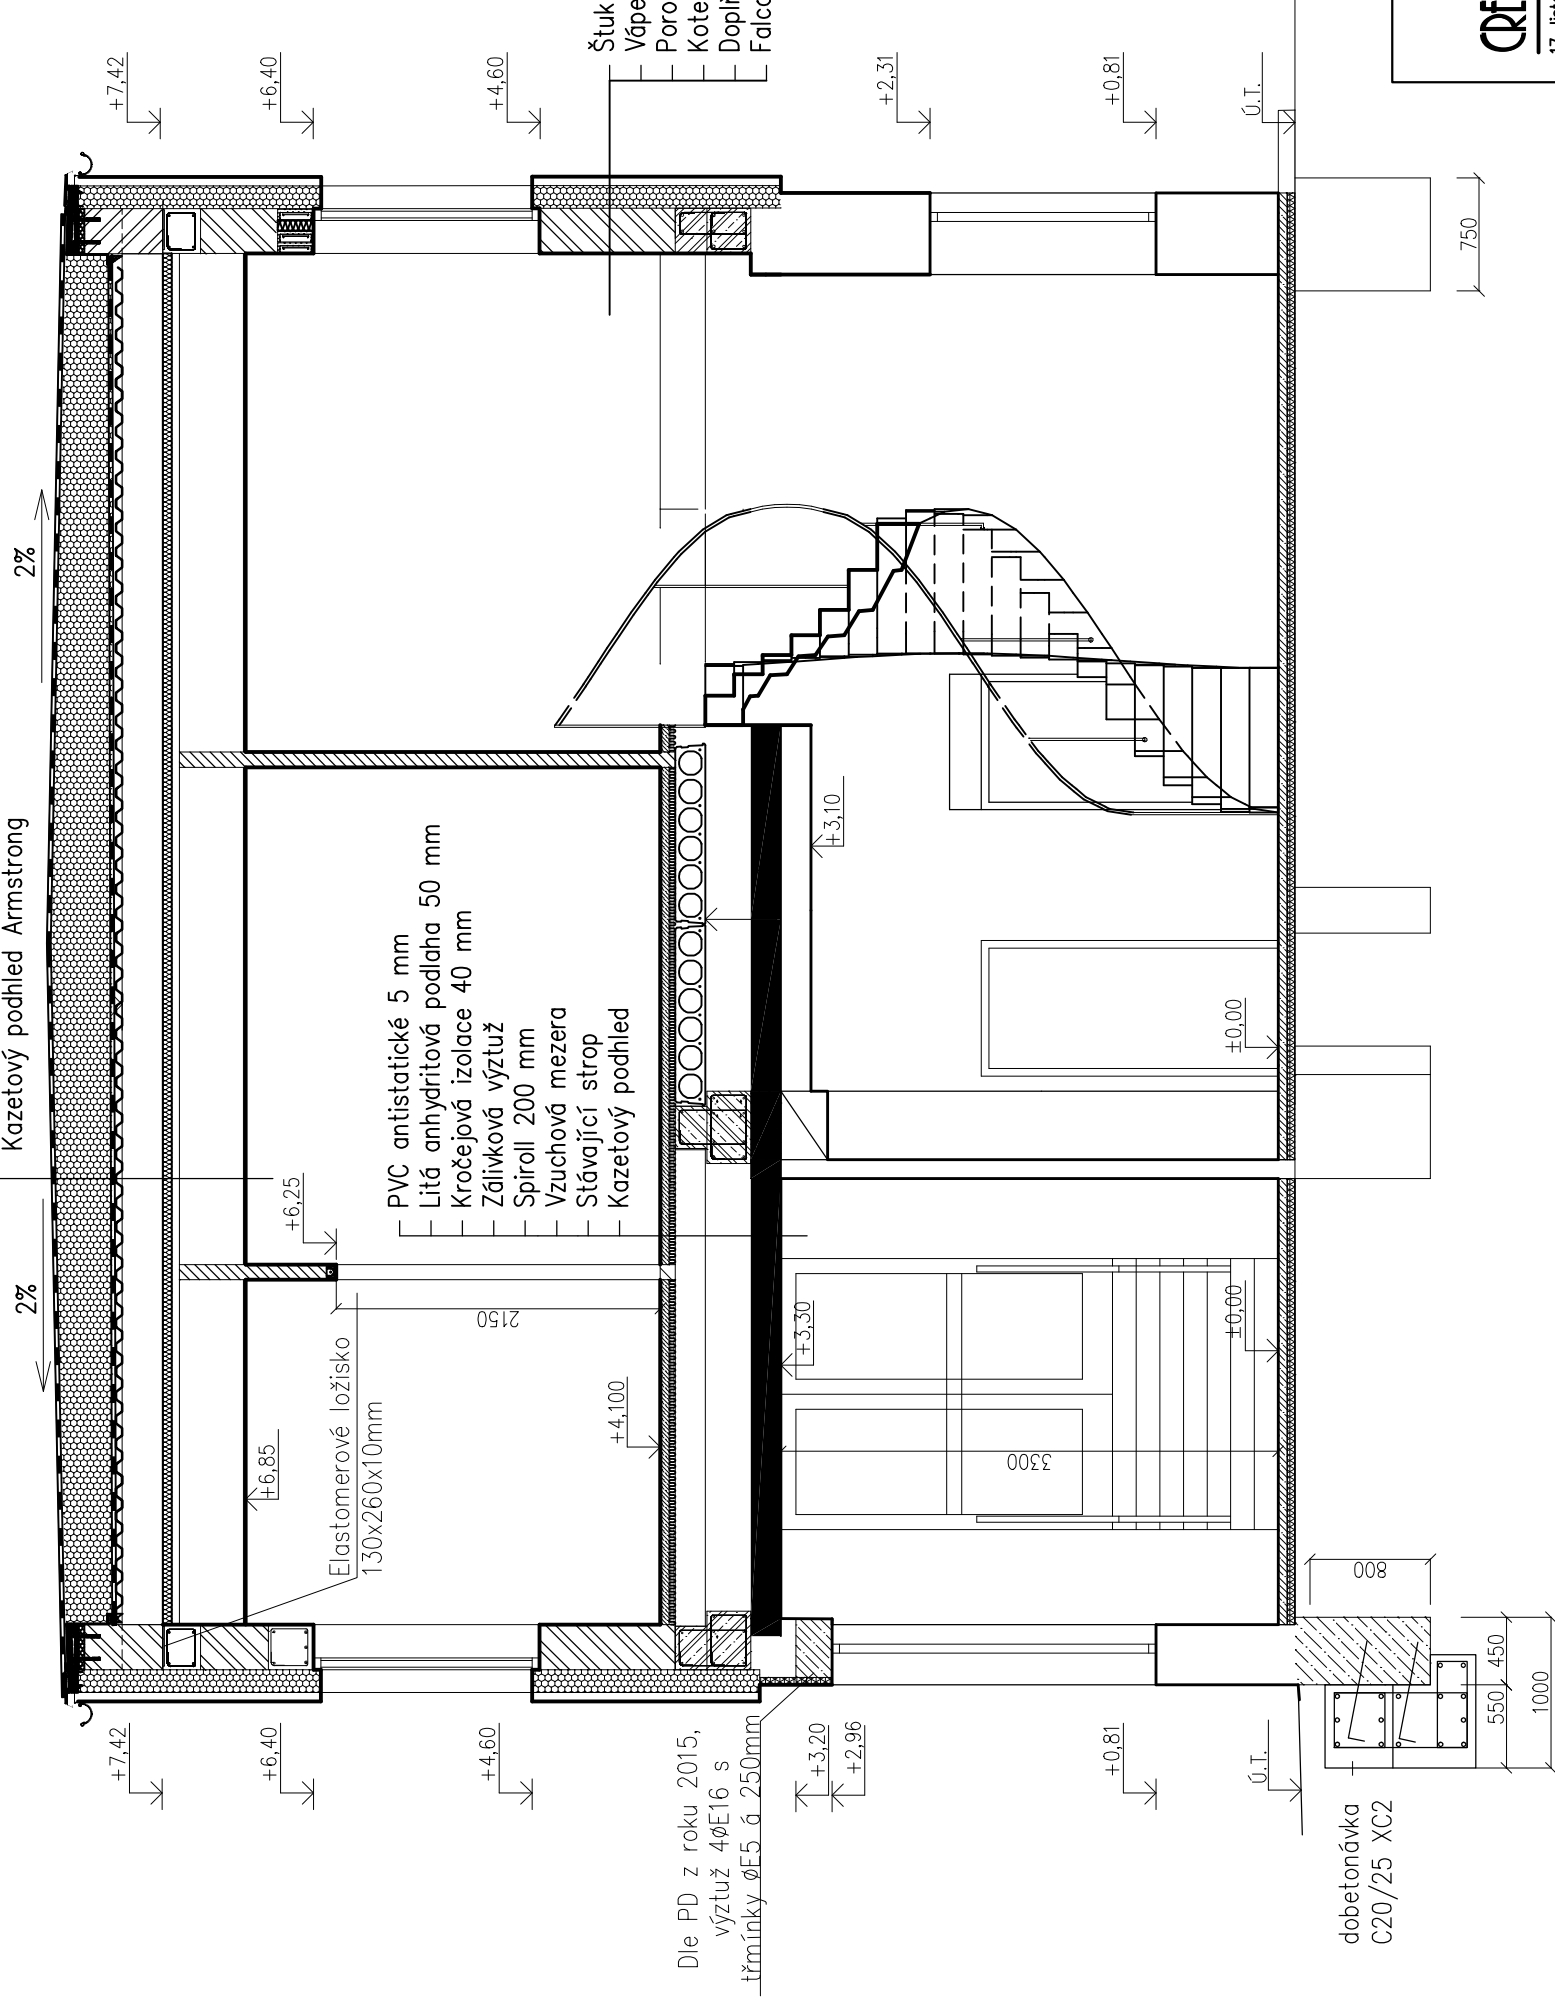 Kazetový podhled Armstrong
2%
2%
+7,42
+6,40
+4,60
+2,31
+0,81
Ú.T.
Štuk
750
PVC antistatické 5 mm
Litá anhydritová podlaha 50 mm
Kročejová izolace 40 mm
Zálivková výztuž
Spiroll 200 mm
Vzuchová mezera
Stávající strop
Kazetový podhled
+6,25
2150
+6,85
Elastomerové ložisko
130x260x10mm
+4,100
+3,10
+3,30
±0,00
±0,00
3300
800
450
550
1000
+7,42
+6,40
+4,60
Dle PD z roku 2015,
výztuž 4øE16 s
třmínky øE5 á 250mm
+3,20
+2,96
+0,81
Ú.T.
dobetonávka
C20/25 XC2